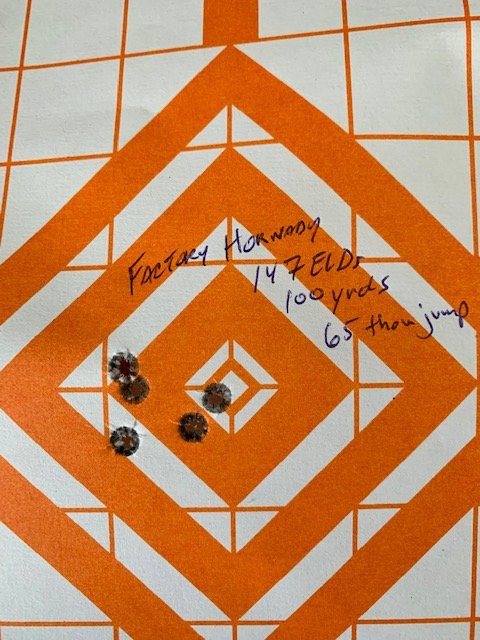 FACTORY HORNADY
147 ELDs
100 yrds
65 thou jump